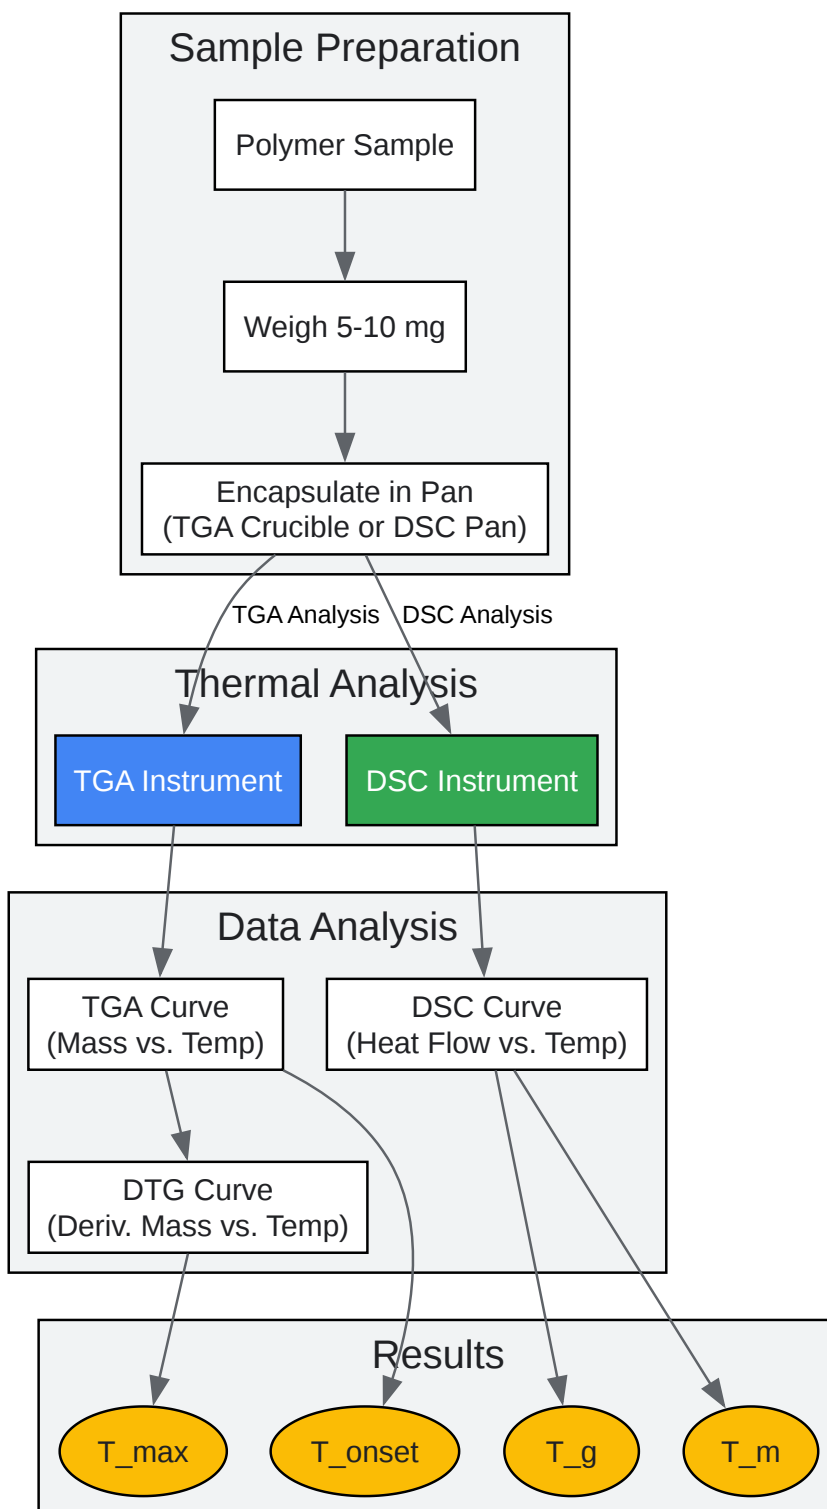 Sample Preparation
Polymer Sample
Weigh 5-10 mg
Encapsulate in Pan
(TGA Crucible or DSC Pan)
TGA Analysis
DSC Analysis
Thermal Analysis
TGA Instrument
DSC Instrument
Data Analysis
TGA Curve
(Mass vs. Temp)
DSC Curve
(Heat Flow vs. Temp)
DTG Curve
(Deriv. Mass vs. Temp)
Results
T_max
T_onset
T_g
T_m